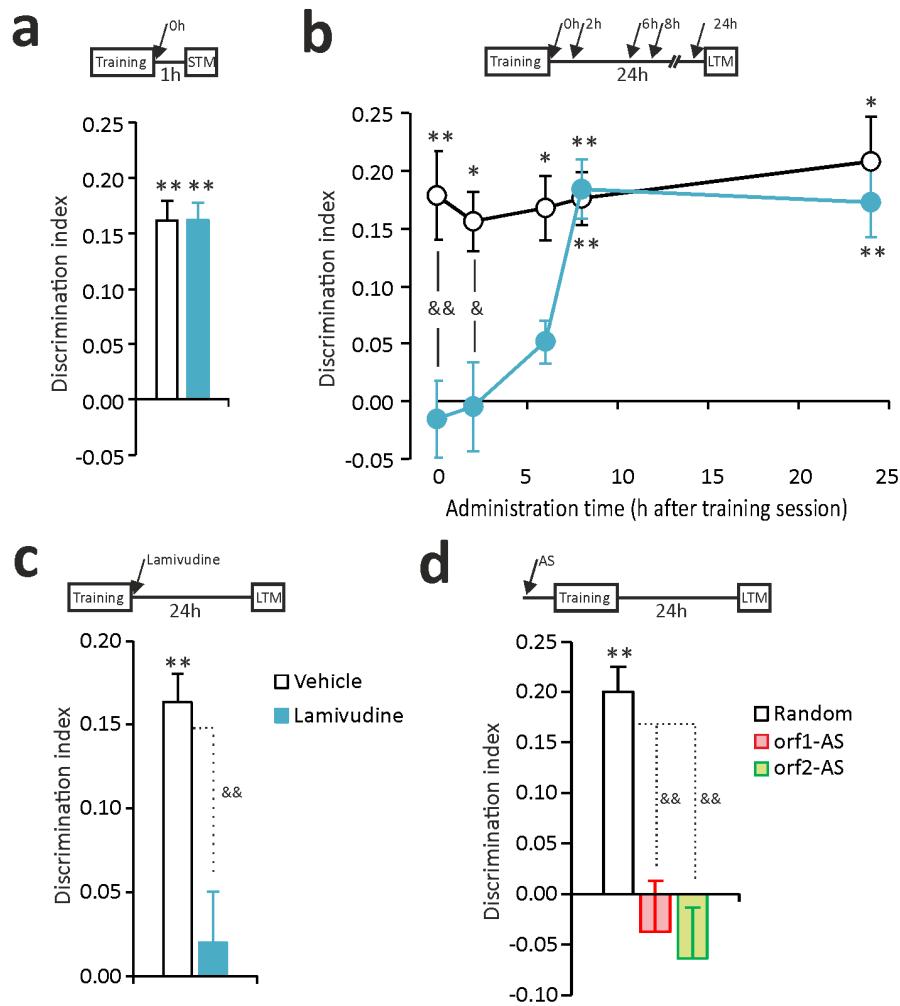 a
0h
Training
STM
1h
0.25
0.20
0.15
0.10
0.05
0.00
-0.05
Discrimination index
** **
b
0h 2h 6h 8h 24h
Training
LTM
24h
0.25
0.20
0.15
0.10
0.05
0.00
-0.05
Discrimination index
** * * ** *
** **
&& &
0 5 10 15 20 25
Administration time (h after training session)
c
Lamivudine
Training
LTM
24h
0.20
0.15
0.10
0.05
0.00
Discrimination index
**
&&
Vehicle
Lamivudine
d
AS
Training
LTM
24h
0.25
0.20
0.15
0.10
0.05
0.00
-0.05
-0.10
Discrimination index
**
&& &&
Random
orf1-AS
orf2-AS